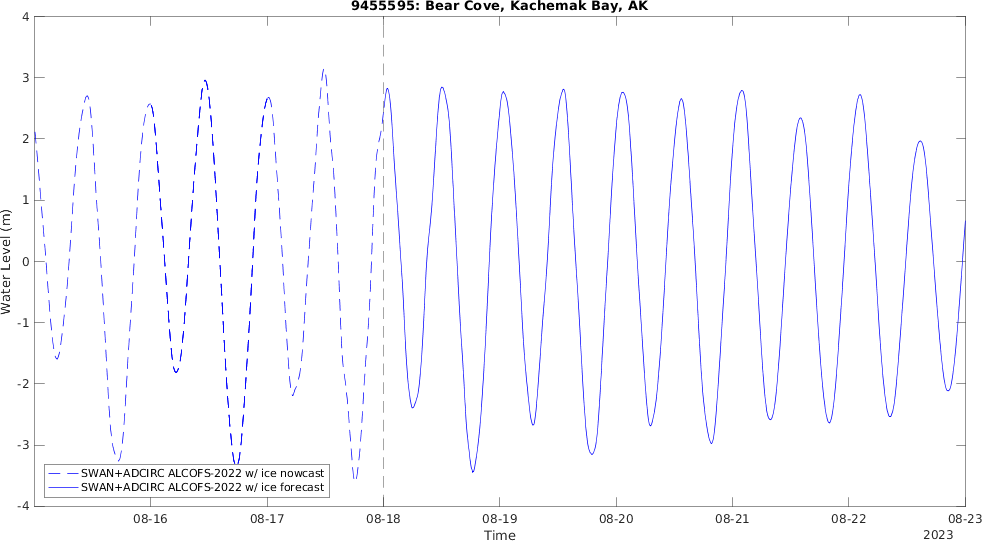 9455595: Bear Cove, Kachemak Bay, AK
4
3
2
1
0
-1
-2
-3
-4
Water Level (m)
SWAN+ADCIRC ALCOFS-2022 w/ ice nowcast
SWAN+ADCIRC ALCOFS-2022 w/ ice forecast
08-16 08-17 08-18 08-19 08-20 08-21 08-22 08-23
Time
2023